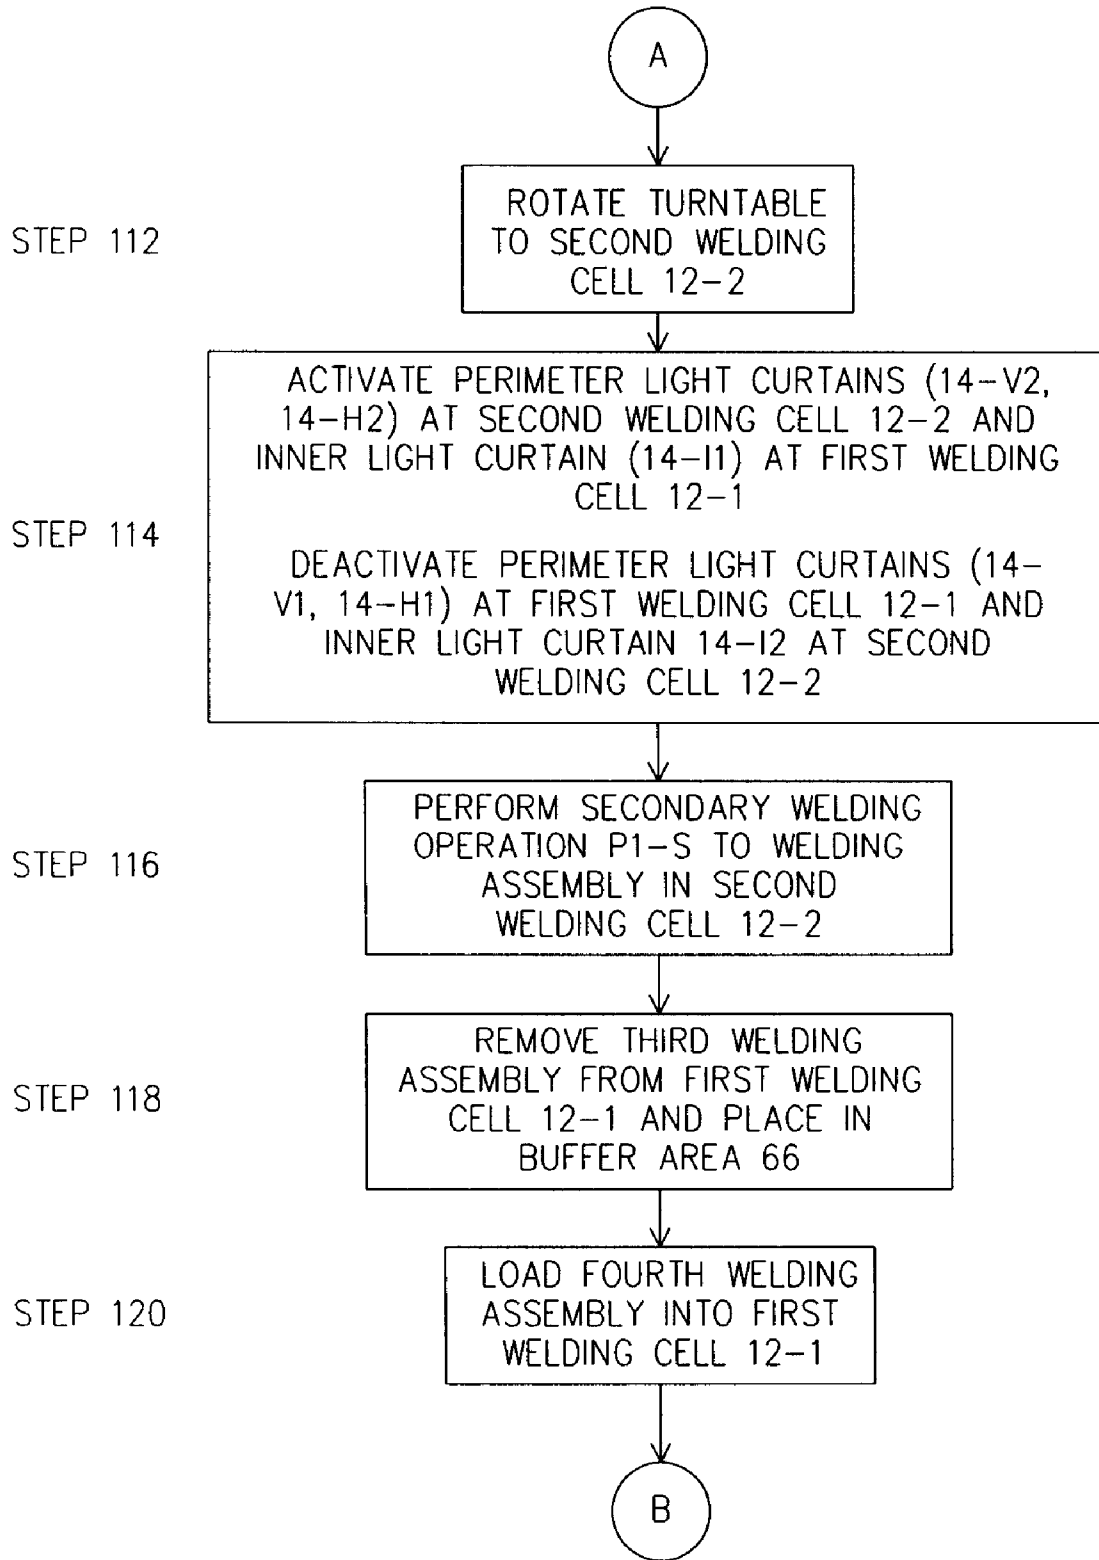 A
STEP 112
ROTATE TURNTABLE
TO SECOND WELDING
CELL 12-2
STEP 114
ACTIVATE PERIMETER LIGHT CURTAINS (14-V2,
14-H2) AT SECOND WELDING CELL 12-2 AND
INNER LIGHT CURTAIN (14-I1) AT FIRST WELDING
CELL 12-1
DEACTIVATE PERIMETER LIGHT CURTAINS (14-
V1, 14-H1) AT FIRST WELDING CELL 12-1 AND
INNER LIGHT CURTAIN 14-I2 AT SECOND
WELDING CELL 12-2
STEP 116
PERFORM SECONDARY WELDING
OPERATION P1-S TO WELDING
ASSEMBLY IN SECOND
WELDING CELL 12-2
STEP 118
REMOVE THIRD WELDING
ASSEMBLY FROM FIRST WELDING
CELL 12-1 AND PLACE IN
BUFFER AREA 66
STEP 120
LOAD FOURTH WELDING
ASSEMBLY INTO FIRST
WELDING CELL 12-1
B